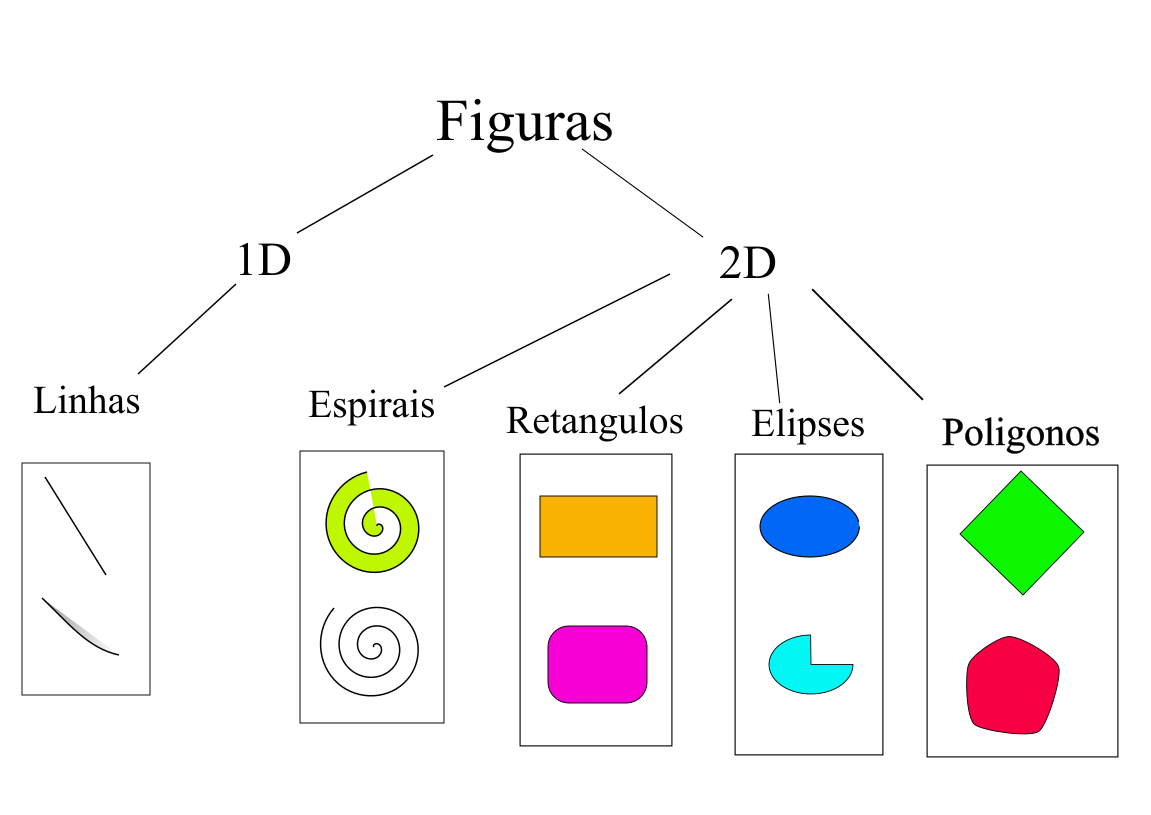 Figuras
1D
2D
Linhas
Espirais
Retangulos
Elipses
Poligonos